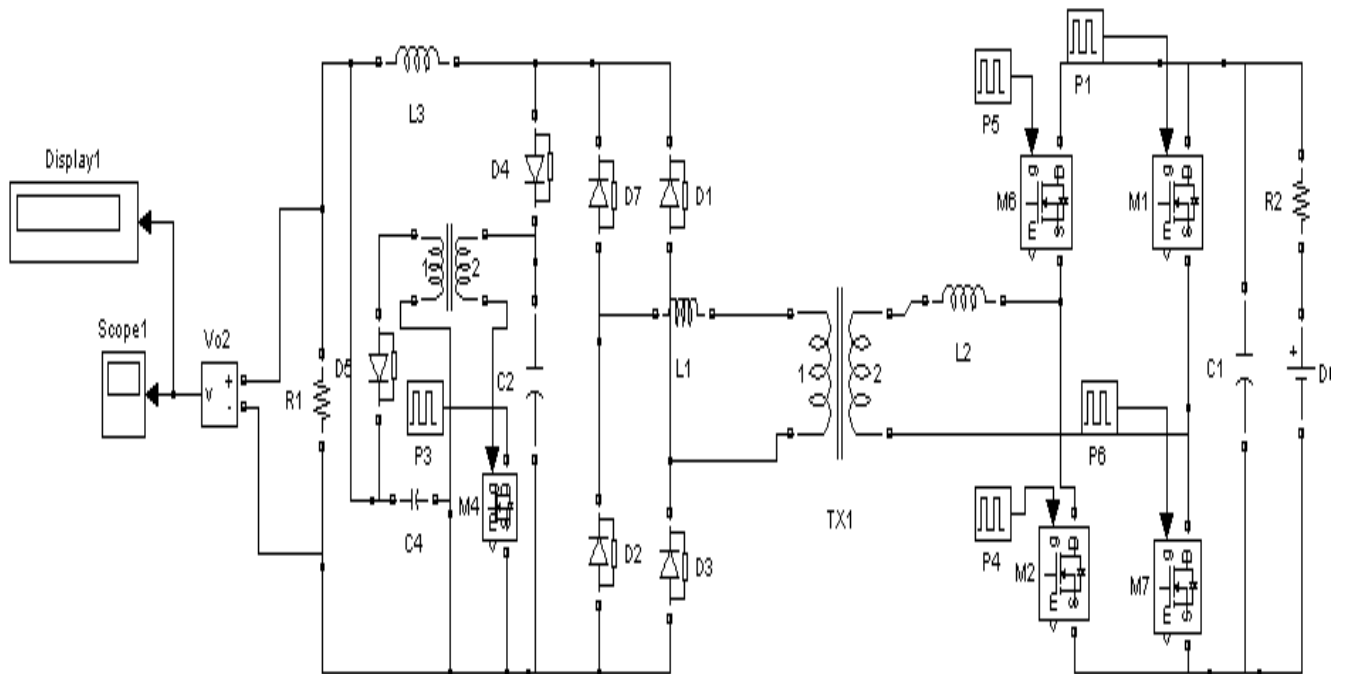 P1
P5
L3
Display1
D4
D7
D1
M6
M1
R2
1 2
Scope1
Vo2
v
+
-
D5
R1
C2
L1
1 2
L2
C1
+
P3
M4
C4
P6
TX1
D2
D3
P4
M2
M7
g D
E s
g D
E s
g D
E s
g D
E s